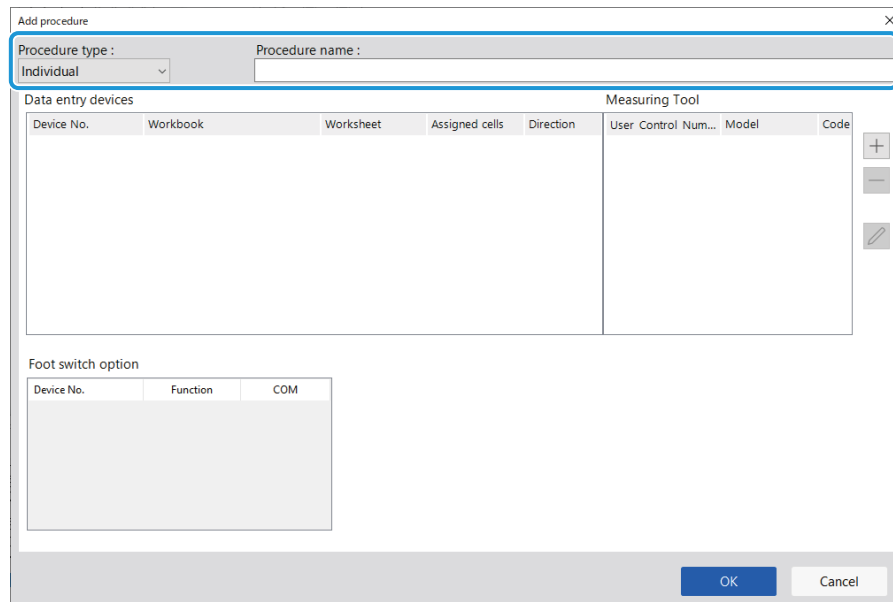 Add procedure
Procedure type :
Procedure name :
Individual
Data entry devices
Measuring Tool
Device No. Workbook Worksheet Assigned cells Direction User Control Num... Model Code
Foot switch option
Device No. Function COM
OK Cancel